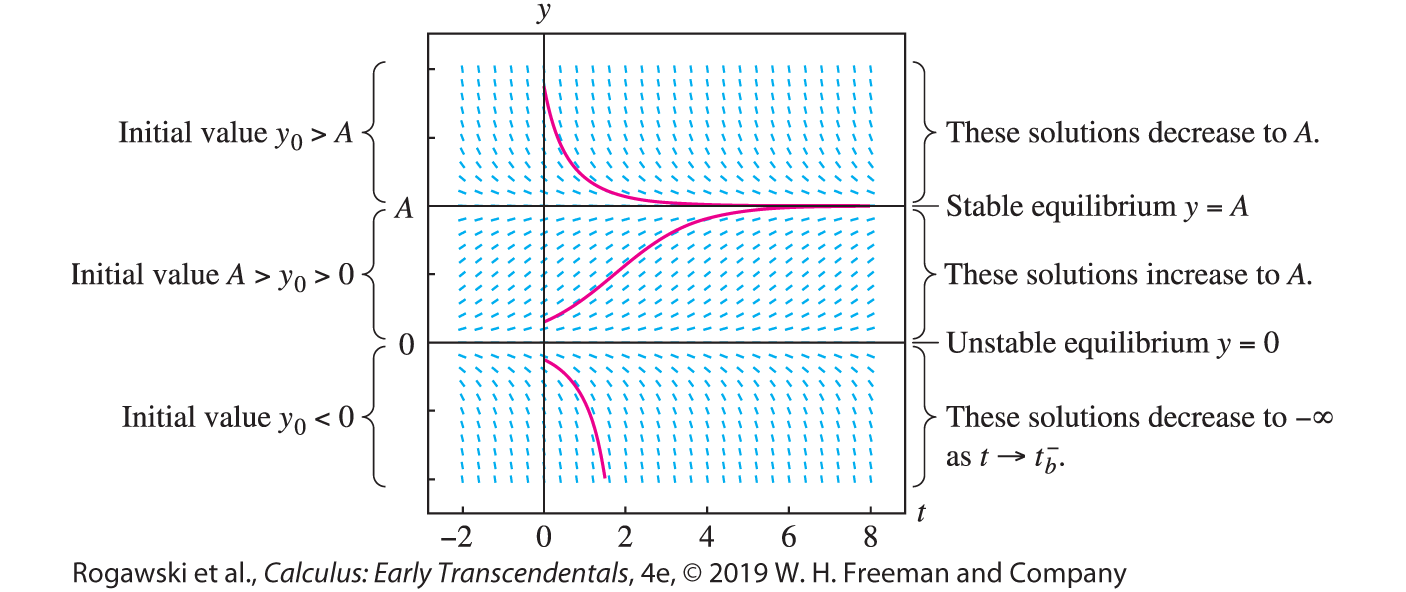 y
Initial value y₀ > A
These solutions decrease to A.
A
Stable equilibrium y = A
Initial value A > y₀ > 0
These solutions increase to A.
0
Unstable equilibrium y = 0
Initial value y₀ < 0
These solutions decrease to −∞
as t → t_b⁻.
t
−2 0 2 4 6 8
Rogawski et al., Calculus: Early Transcendentals, 4e, © 2019 W. H. Freeman and Company